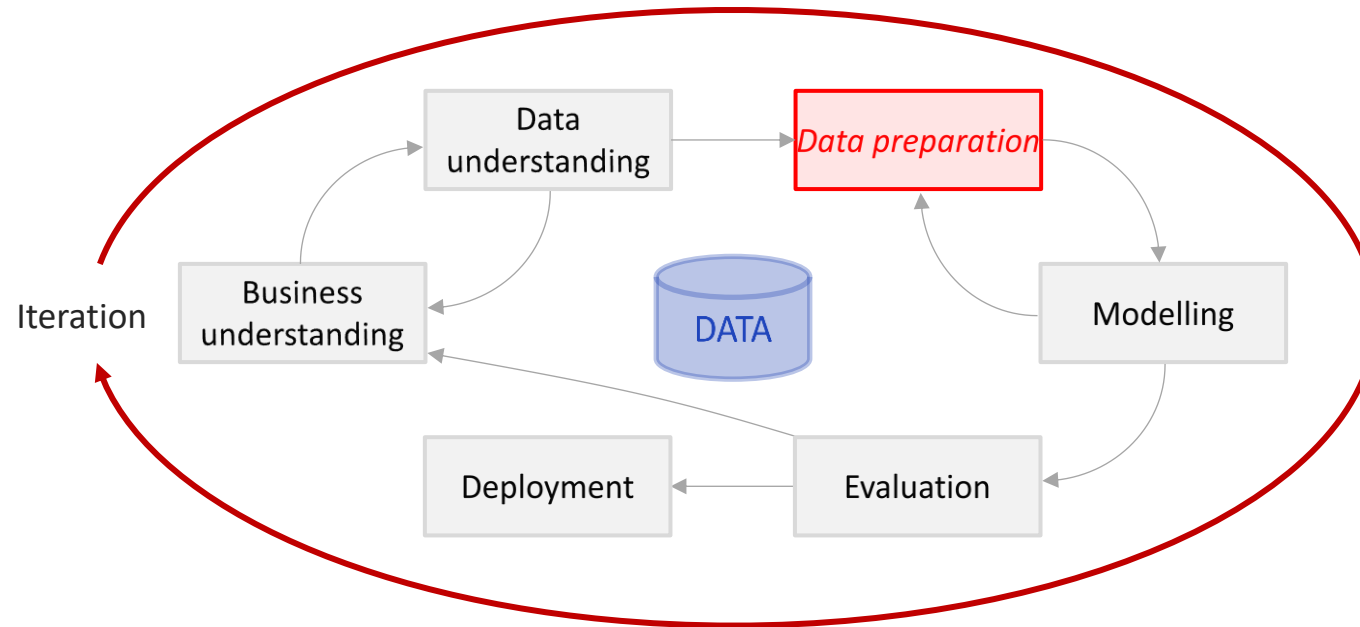 Data
understanding
Data preparation
Iteration
Business
understanding
DATA
Modelling
Deployment
Evaluation